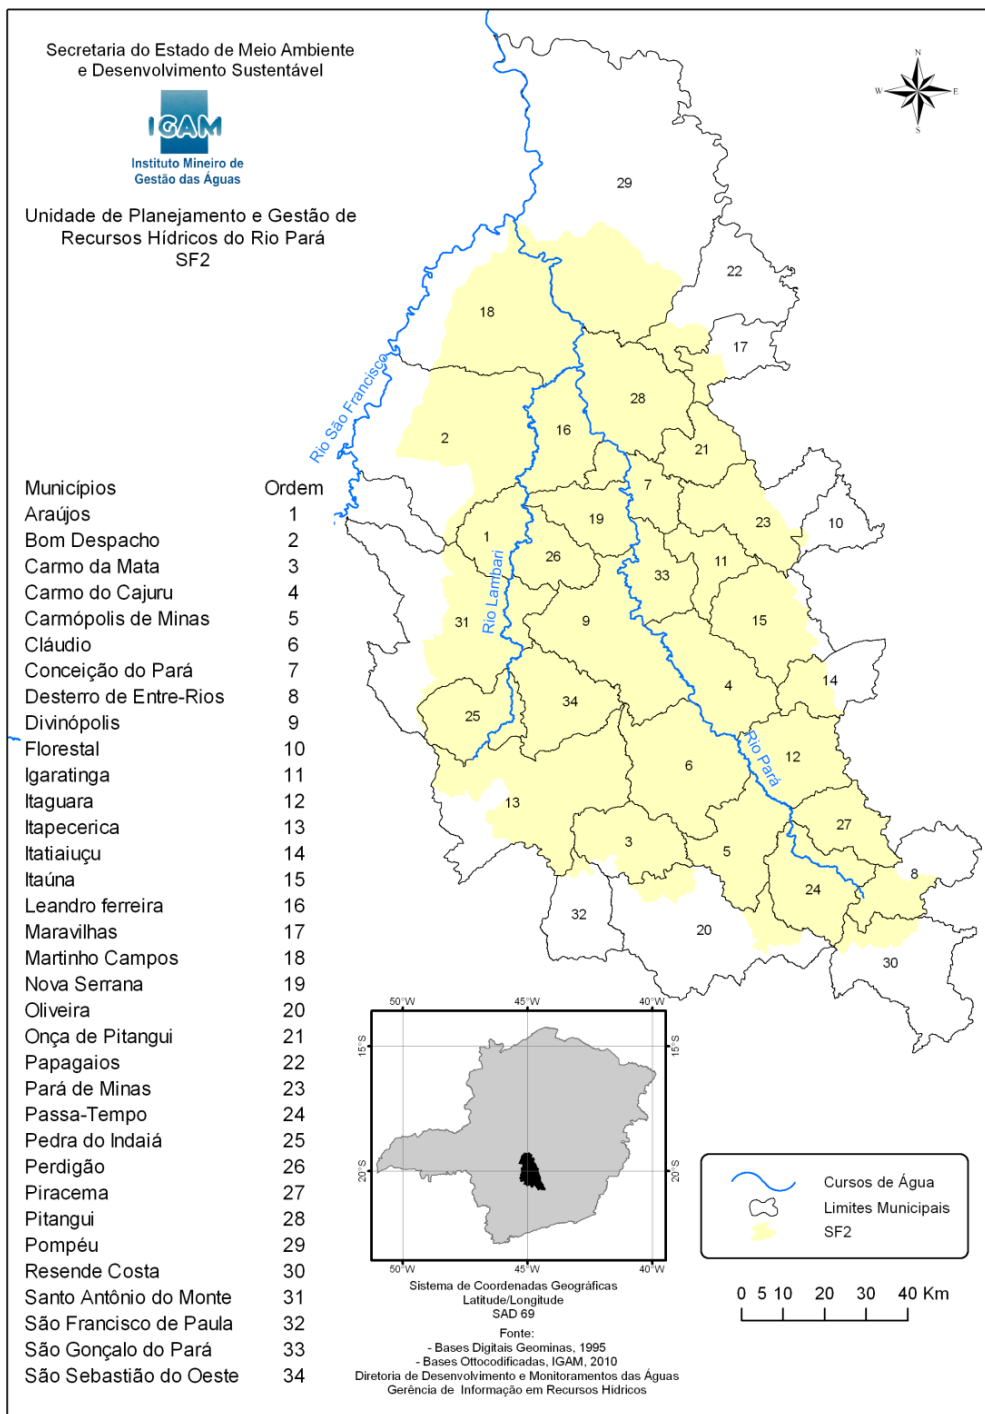 Secretaria do Estado de Meio Ambiente
e Desenvolvimento Sustentável
IGAM
Instituto Mineiro de
Gestão das Águas
Unidade de Planejamento e Gestão de
Recursos Hídricos do Rio Pará
SF2
N
W
E
S
29
22
18
17
Rio São Francisco
28
2
16
21
7
19
23
10
1
26
11
33
Rio Lambari
31
9
15
14
4
25
34
Rio Pará
12
6
13
27
3
5
8
24
32
20
30
Municípios Ordem
Araújos 1
Bom Despacho 2
Carmo da Mata 3
Carmo do Cajuru 4
Carmópolis de Minas 5
Cláudio 6
Conceição do Pará 7
Desterro de Entre-Rios 8
Divinópolis 9
Florestal 10
Igaratinga 11
Itaguara 12
Itapecerica 13
Itatiaiuçu 14
Itaúna 15
Leandro ferreira 16
Maravilhas 17
Martinho Campos 18
Nova Serrana 19
Oliveira 20
Onça de Pitangui 21
Papagaios 22
Pará de Minas 23
Passa-Tempo 24
Pedra do Indaiá 25
Perdigão 26
Piracema 27
Pitangui 28
Pompéu 29
Resende Costa 30
Santo Antônio do Monte 31
São Francisco de Paula 32
São Gonçalo do Pará 33
São Sebastião do Oeste 34
50°W 45°W 40°W
15°S 15°S
20°S 20°S
50°W 45°W 40°W
Sistema de Coordenadas Geográficas
Latitude/Longitude
SAD 69
Fonte:
- Bases Digitais Geominas, 1995
- Bases Ottocodificadas, IGAM, 2010
Diretoria de Desenvolvimento e Monitoramentos das Águas
Gerência de Informação em Recursos Hidricos
Cursos de Água
Limites Municipais
SF2
0 5 10 20 30 40 Km